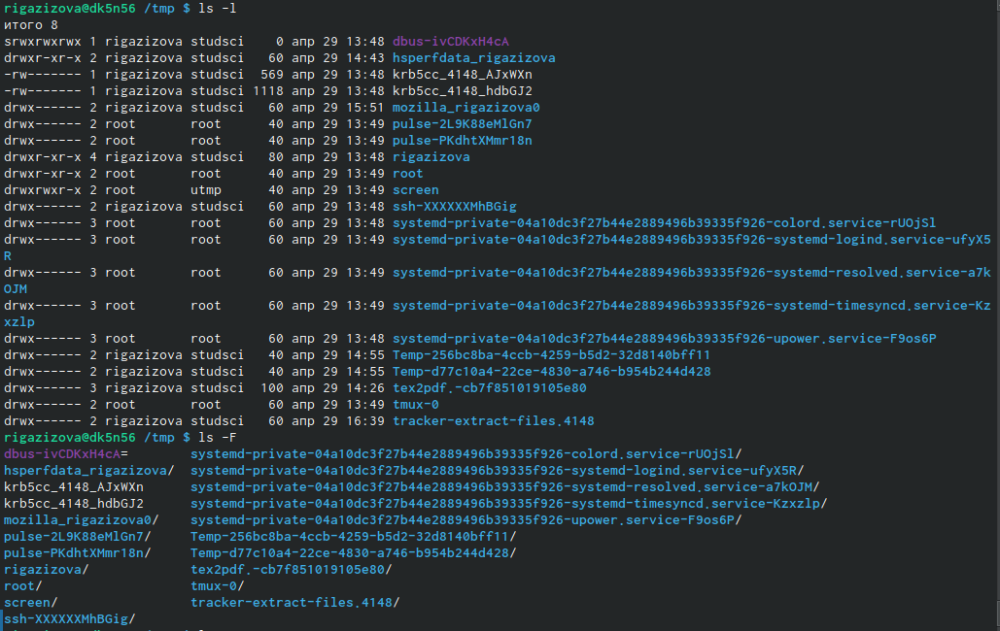 rigazizova@dk5n56 /tmp $ ls -l
итого 8
srwxrwxrwx 1 rigazizova studsci    0 апр 29 13:48 dbus-ivCDKxH4cA
drwxr-xr-x 2 rigazizova studsci   60 апр 29 14:43 hsperfdata_rigazizova
-rw------- 1 rigazizova studsci  569 апр 29 13:48 krb5cc_4148_AJxWXn
-rw------- 1 rigazizova studsci 1118 апр 29 13:48 krb5cc_4148_hdbGJ2
drwx------ 2 rigazizova studsci   60 апр 29 15:51 mozilla_rigazizova0
drwx------ 2 root       root      40 апр 29 13:49 pulse-2L9K88eMlGn7
drwx------ 2 root       root      40 апр 29 13:49 pulse-PKdhtXMmr18n
drwxr-xr-x 4 rigazizova studsci   80 апр 29 13:48 rigazizova
drwxr-xr-x 2 root       root      40 апр 29 13:49 root
drwxrwxr-x 2 root       utmp      40 апр 29 13:49 screen
drwx------ 2 rigazizova studsci   60 апр 29 13:48 ssh-XXXXXXMhBGig
drwx------ 3 root       root      60 апр 29 13:48 systemd-private-04a10dc3f27b44e2889496b39335f926-colord.service-rUOjSl
drwx------ 3 root       root      60 апр 29 13:49 systemd-private-04a10dc3f27b44e2889496b39335f926-systemd-logind.service-ufyX5
R
drwx------ 3 root       root      60 апр 29 13:49 systemd-private-04a10dc3f27b44e2889496b39335f926-systemd-resolved.service-a7k
OJM
drwx------ 3 root       root      60 апр 29 13:49 systemd-private-04a10dc3f27b44e2889496b39335f926-systemd-timesyncd.service-Kz
xzlp
drwx------ 3 root       root      60 апр 29 13:48 systemd-private-04a10dc3f27b44e2889496b39335f926-upower.service-F9os6P
drwx------ 2 rigazizova studsci   40 апр 29 14:55 Temp-256bc8ba-4ccb-4259-b5d2-32d8140bff11
drwx------ 2 rigazizova studsci   40 апр 29 14:55 Temp-d77c10a4-22ce-4830-a746-b954b244d428
drwx------ 3 rigazizova studsci  100 апр 29 14:26 tex2pdf.-cb7f851019105e80
drwx------ 2 root       root      60 апр 29 13:49 tmux-0
drwx------ 2 rigazizova studsci   60 апр 29 16:39 tracker-extract-files.4148
rigazizova@dk5n56 /tmp $ ls -F
dbus-ivCDKxH4cA=        systemd-private-04a10dc3f27b44e2889496b39335f926-colord.service-rUOjSl/
hsperfdata_rigazizova/  systemd-private-04a10dc3f27b44e2889496b39335f926-systemd-logind.service-ufyX5R/
krb5cc_4148_AJxWXn      systemd-private-04a10dc3f27b44e2889496b39335f926-systemd-resolved.service-a7kOJM/
krb5cc_4148_hdbGJ2      systemd-private-04a10dc3f27b44e2889496b39335f926-systemd-timesyncd.service-Kzxzlp/
mozilla_rigazizova0/    systemd-private-04a10dc3f27b44e2889496b39335f926-upower.service-F9os6P/
pulse-2L9K88eMlGn7/     Temp-256bc8ba-4ccb-4259-b5d2-32d8140bff11/
pulse-PKdhtXMmr18n/     Temp-d77c10a4-22ce-4830-a746-b954b244d428/
rigazizova/             tex2pdf.-cb7f851019105e80/
root/                   tmux-0/
screen/                 tracker-extract-files.4148/
ssh-XXXXXXMhBGig/